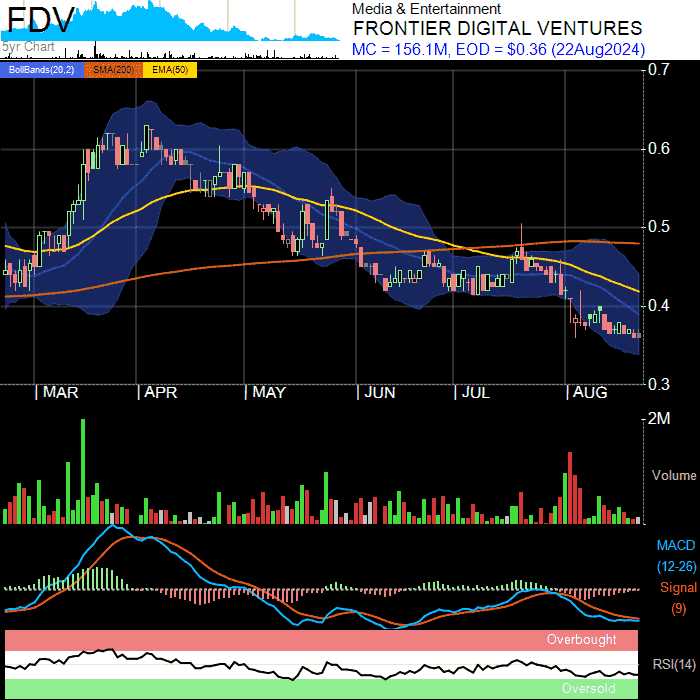 FDV
5yr Chart
Media & Entertainment
FRONTIER DIGITAL VENTURES
MC = 156.1M, EOD = $0.36 (22Aug2024)
BollBands(20,2) SMA(200) EMA(50)
0.7
0.6
0.5
0.4
0.3
| MAR | APR | MAY | JUN | JUL | AUG
2M
Volume
MACD
(12-26)
Signal
(9)
Overbought
RSI(14)
Oversold